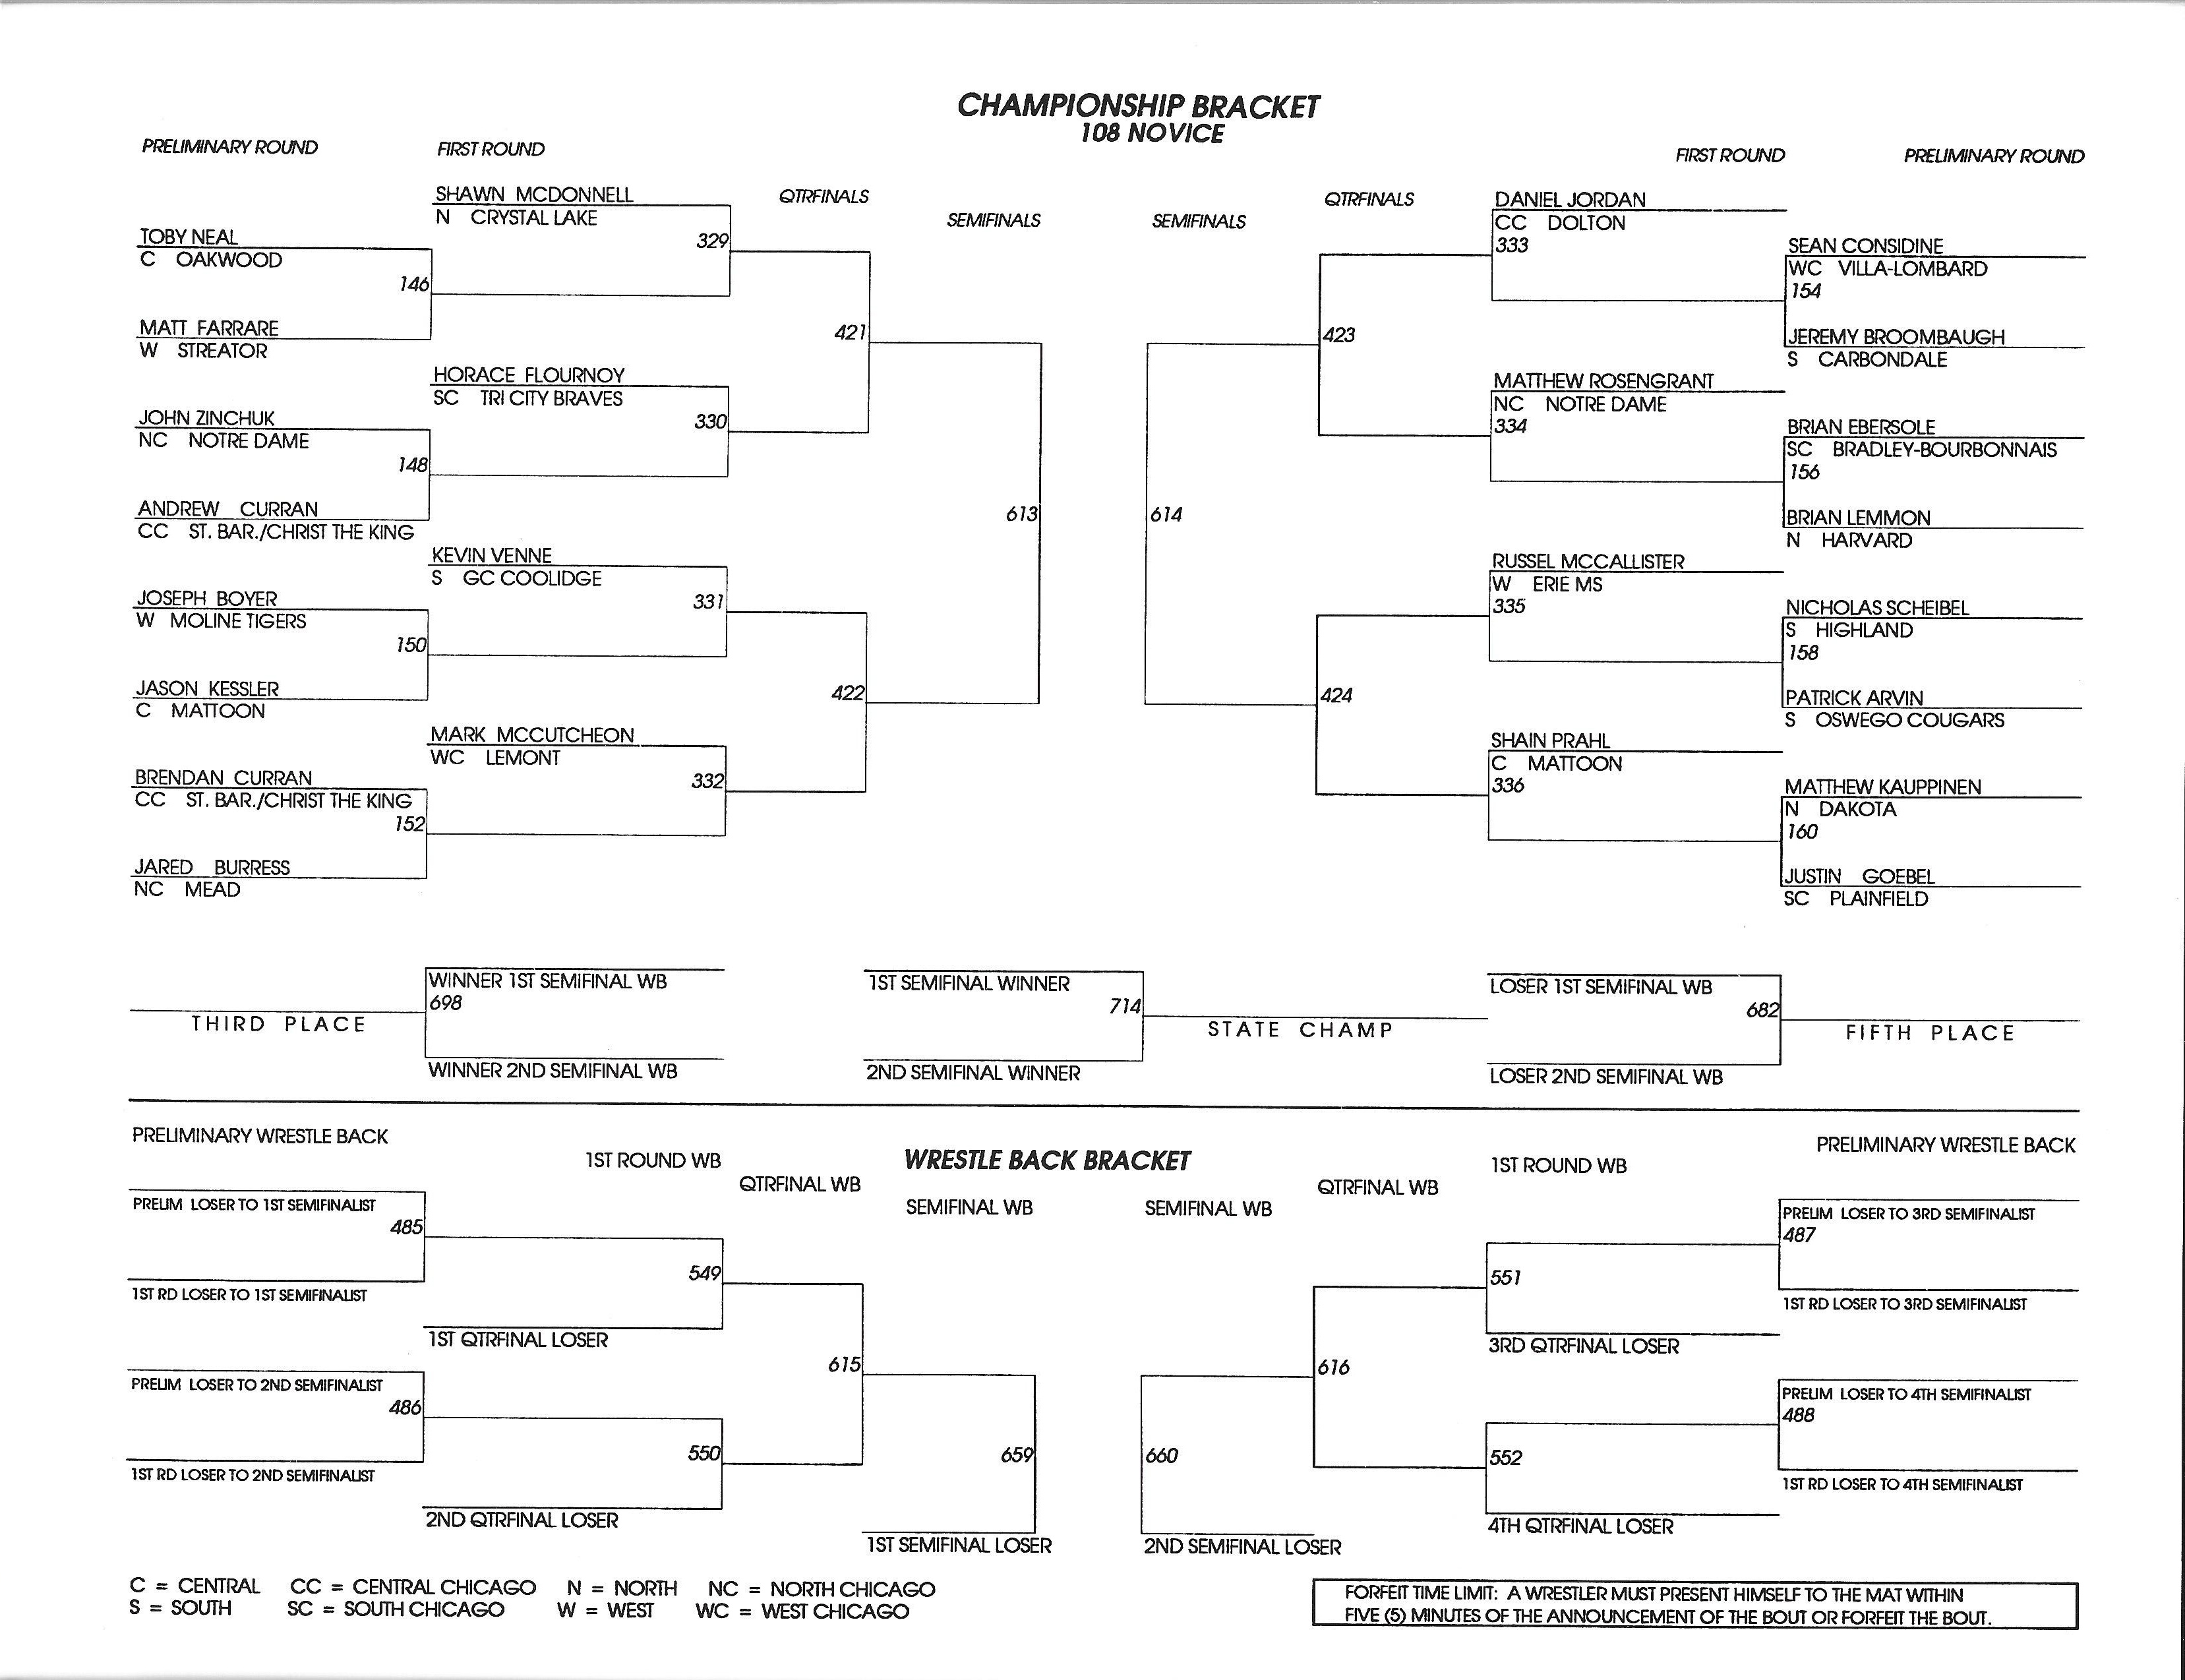 CHAMPIONSHIP BRACKET
108 NOVICE
PRELIMINARY ROUND
FIRST ROUND
QTRFINALS
SEMIFINALS
SEMIFINALS
QTRFINALS
FIRST ROUND
PRELIMINARY ROUND
SHAWN MCDONNELL
N CRYSTAL LAKE
329
TOBY NEAL
C OAKWOOD
146
MATT FARRARE
W STREATOR
421
HORACE FLOURNOY
SC TRI CITY BRAVES
330
JOHN ZINCHUK
NC NOTRE DAME
148
ANDREW CURRAN
CC ST. BAR./CHRIST THE KING
613
KEVIN VENNE
S GC COOLIDGE
331
JOSEPH BOYER
W MOLINE TIGERS
150
JASON KESSLER
C MATTOON
422
MARK MCCUTCHEON
WC LEMONT
332
BRENDAN CURRAN
CC ST. BAR./CHRIST THE KING
152
JARED BURRESS
NC MEAD
DANIEL JORDAN
CC DOLTON
333
SEAN CONSIDINE
WC VILLA-LOMBARD
154
JEREMY BROOMBAUGH
S CARBONDALE
423
MATTHEW ROSENGRANT
NC NOTRE DAME
334
BRIAN EBERSOLE
SC BRADLEY-BOURBONNAIS
156
BRIAN LEMMON
N HARVARD
614
RUSSEL MCCALLISTER
W ERIE MS
335
NICHOLAS SCHEIBEL
S HIGHLAND
158
PATRICK ARVIN
S OSWEGO COUGARS
424
SHAIN PRAHL
C MATTOON
336
MATTHEW KAUPPINEN
N DAKOTA
160
JUSTIN GOEBEL
SC PLAINFIELD
WINNER 1ST SEMIFINAL WB
698
THIRD PLACE
WINNER 2ND SEMIFINAL WB
1ST SEMIFINAL WINNER
714
STATE CHAMP
2ND SEMIFINAL WINNER
LOSER 1ST SEMIFINAL WB
682
FIFTH PLACE
LOSER 2ND SEMIFINAL WB
PRELIMINARY WRESTLE BACK
1ST ROUND WB
QTRFINAL WB
WRESTLE BACK BRACKET
SEMIFINAL WB
SEMIFINAL WB
QTRFINAL WB
1ST ROUND WB
PRELIMINARY WRESTLE BACK
PRELIM LOSER TO 1ST SEMIFINALIST
485
1ST RD LOSER TO 1ST SEMIFINALIST
549
1ST QTRFINAL LOSER
615
PRELIM LOSER TO 2ND SEMIFINALIST
486
1ST RD LOSER TO 2ND SEMIFINALIST
550
2ND QTRFINAL LOSER
659
1ST SEMIFINAL LOSER
PRELIM LOSER TO 3RD SEMIFINALIST
487
1ST RD LOSER TO 3RD SEMIFINALIST
551
3RD QTRFINAL LOSER
616
PRELIM LOSER TO 4TH SEMIFINALIST
488
1ST RD LOSER TO 4TH SEMIFINALIST
552
4TH QTRFINAL LOSER
660
2ND SEMIFINAL LOSER
C = CENTRAL CC = CENTRAL CHICAGO N = NORTH NC = NORTH CHICAGO
S = SOUTH SC = SOUTH CHICAGO W = WEST WC = WEST CHICAGO
FORFEIT TIME LIMIT: A WRESTLER MUST PRESENT HIMSELF TO THE MAT WITHIN
FIVE (5) MINUTES OF THE ANNOUNCEMENT OF THE BOUT OR FORFEIT THE BOUT.